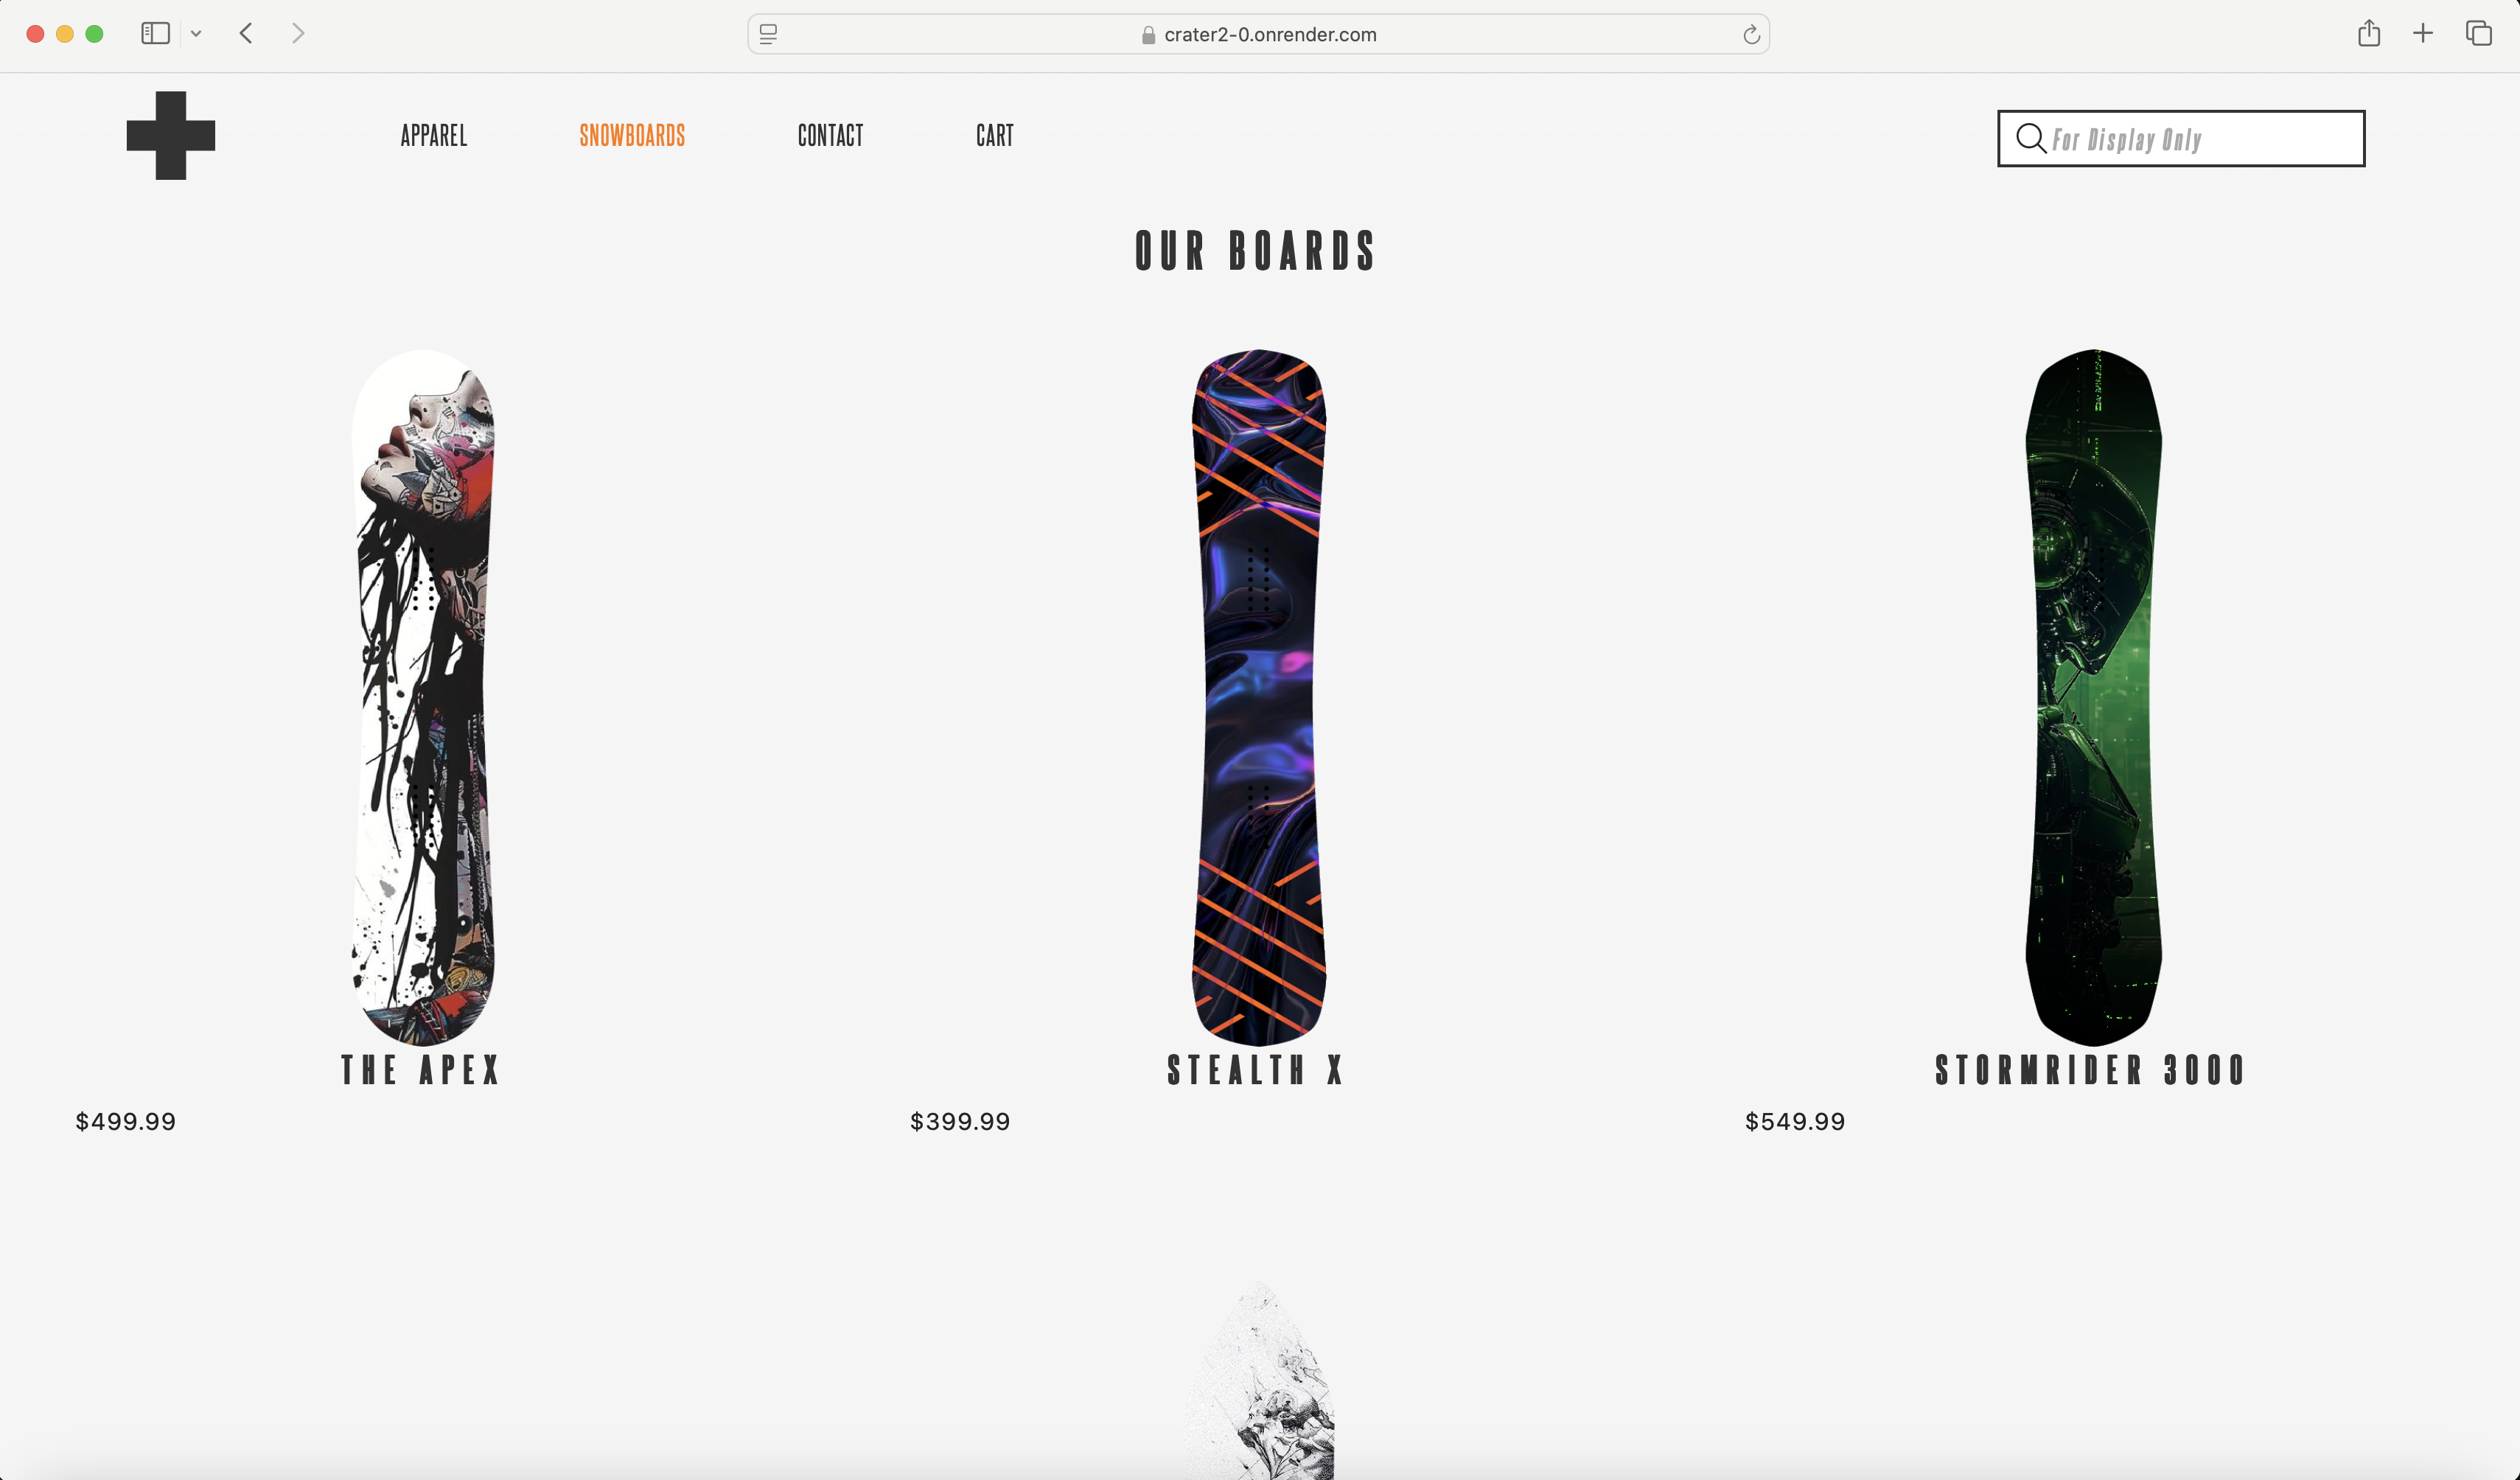 crater2-0.onrender.com
APPAREL SNOWBOARDS CONTACT CART For Display Only
OUR BOARDS
THE APEX STEALTH X STORMRIDER 3000
$499.99 $399.99 $549.99